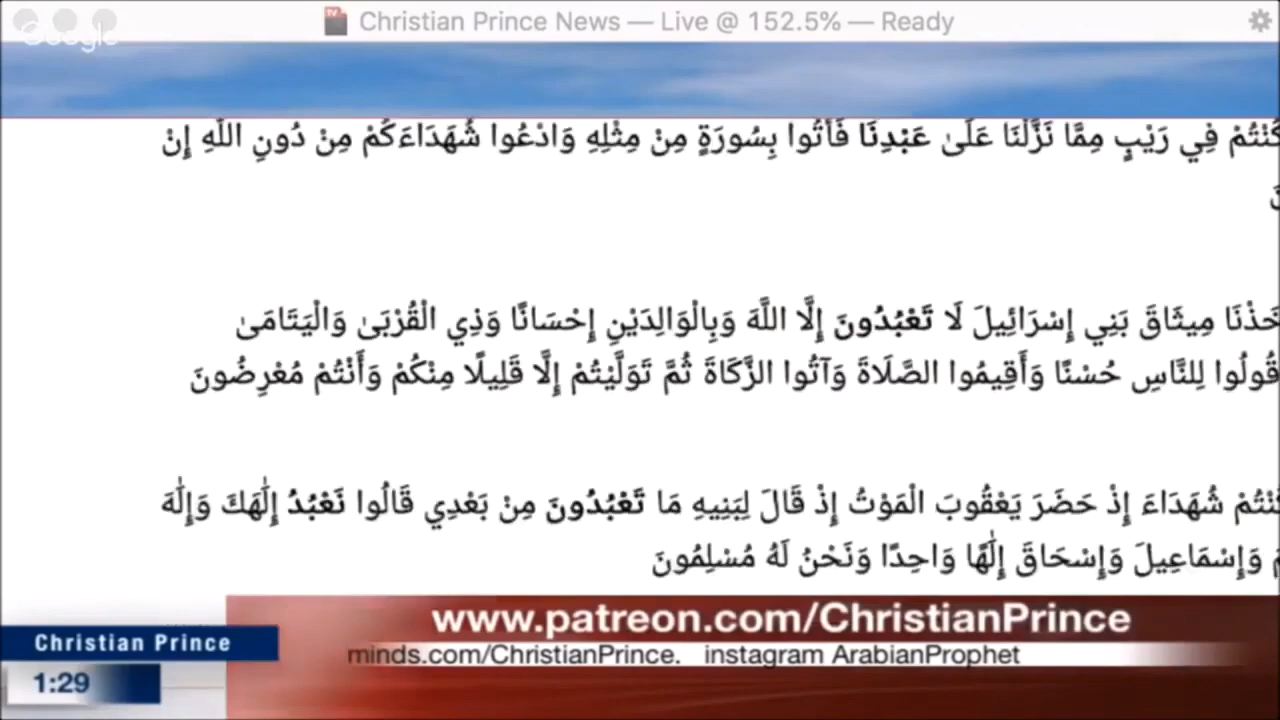 Christian Prince News — Live @ 152.5% — Ready
Google
كُنْتُمْ فِي رَيْبٍ مِمَّا نَزَّلْنَا عَلَىٰ عَبْدِنَا فَأْتُوا بِسُورَةٍ مِنْ مِثْلِهِ وَادْعُوا شُهَدَاءَكُمْ مِنْ دُونِ اللَّهِ إِنْ
خَذْنَا مِيثَاقَ بَنِي إِسْرَائِيلَ لَا تَعْبُدُونَ إِلَّا اللَّهَ وَبِالْوَالِدَيْنِ إِحْسَانًا وَذِي الْقُرْبَىٰ وَالْيَتَامَىٰ
قُولُوا لِلنَّاسِ حُسْنًا وَأَقِيمُوا الصَّلَاةَ وَآتُوا الزَّكَاةَ ثُمَّ تَوَلَّيْتُمْ إِلَّا قَلِيلًا مِنْكُمْ وَأَنْتُمْ مُعْرِضُونَ
نْتُمْ شُهَدَاءَ إِذْ حَضَرَ يَعْقُوبَ الْمَوْتُ إِذْ قَالَ لِبَنِيهِ مَا تَعْبُدُونَ مِنْ بَعْدِي قَالُوا نَعْبُدُ إِلَٰهَكَ وَإِلَٰهَ
مَ وَإِسْمَاعِيلَ وَإِسْحَاقَ إِلَٰهًا وَاحِدًا وَنَحْنُ لَهُ مُسْلِمُونَ
www.patreon.com/ChristianPrince
Christian Prince
minds.com/ChristianPrince. instagram ArabianProphet
1:29